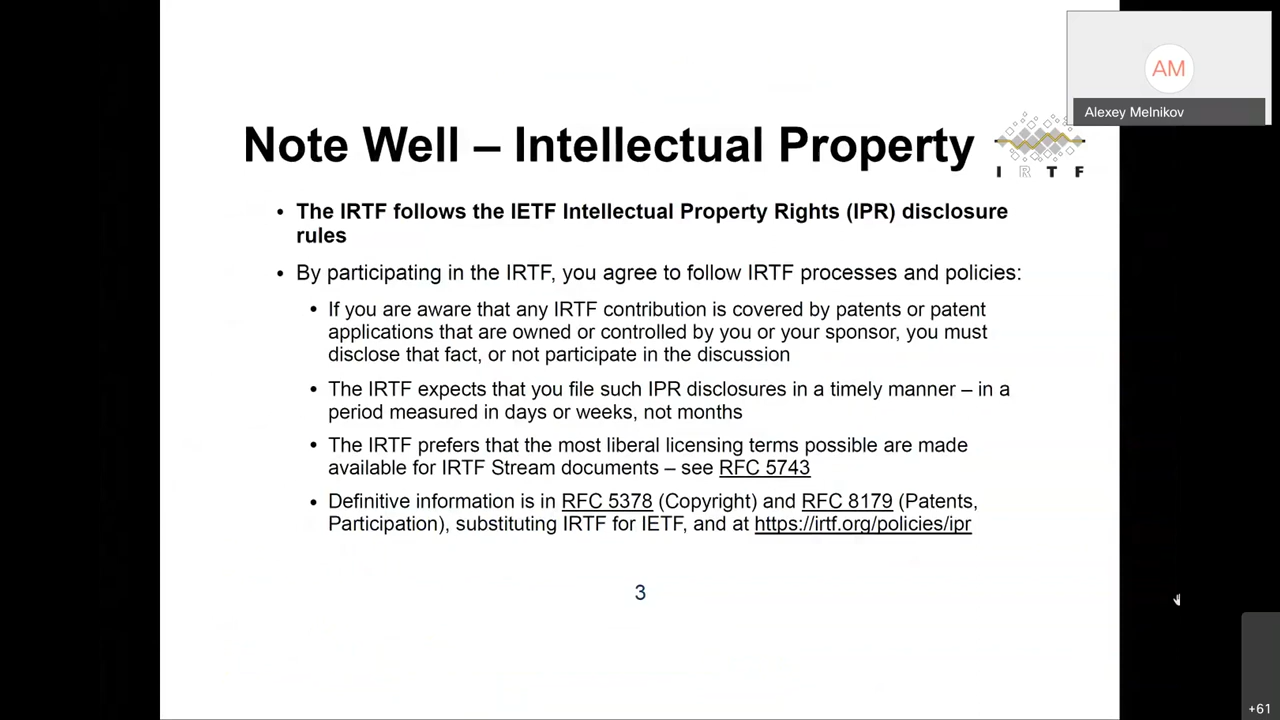 AM
Alexey Melnikov
Note Well – Intellectual Property
I R T F
• The IRTF follows the IETF Intellectual Property Rights (IPR) disclosure
rules
• By participating in the IRTF, you agree to follow IRTF processes and policies:
• If you are aware that any IRTF contribution is covered by patents or patent
applications that are owned or controlled by you or your sponsor, you must
disclose that fact, or not participate in the discussion
• The IRTF expects that you file such IPR disclosures in a timely manner – in a
period measured in days or weeks, not months
• The IRTF prefers that the most liberal licensing terms possible are made
available for IRTF Stream documents – see RFC 5743
• Definitive information is in RFC 5378 (Copyright) and RFC 8179 (Patents,
Participation), substituting IRTF for IETF, and at https://irtf.org/policies/ipr
3
+61